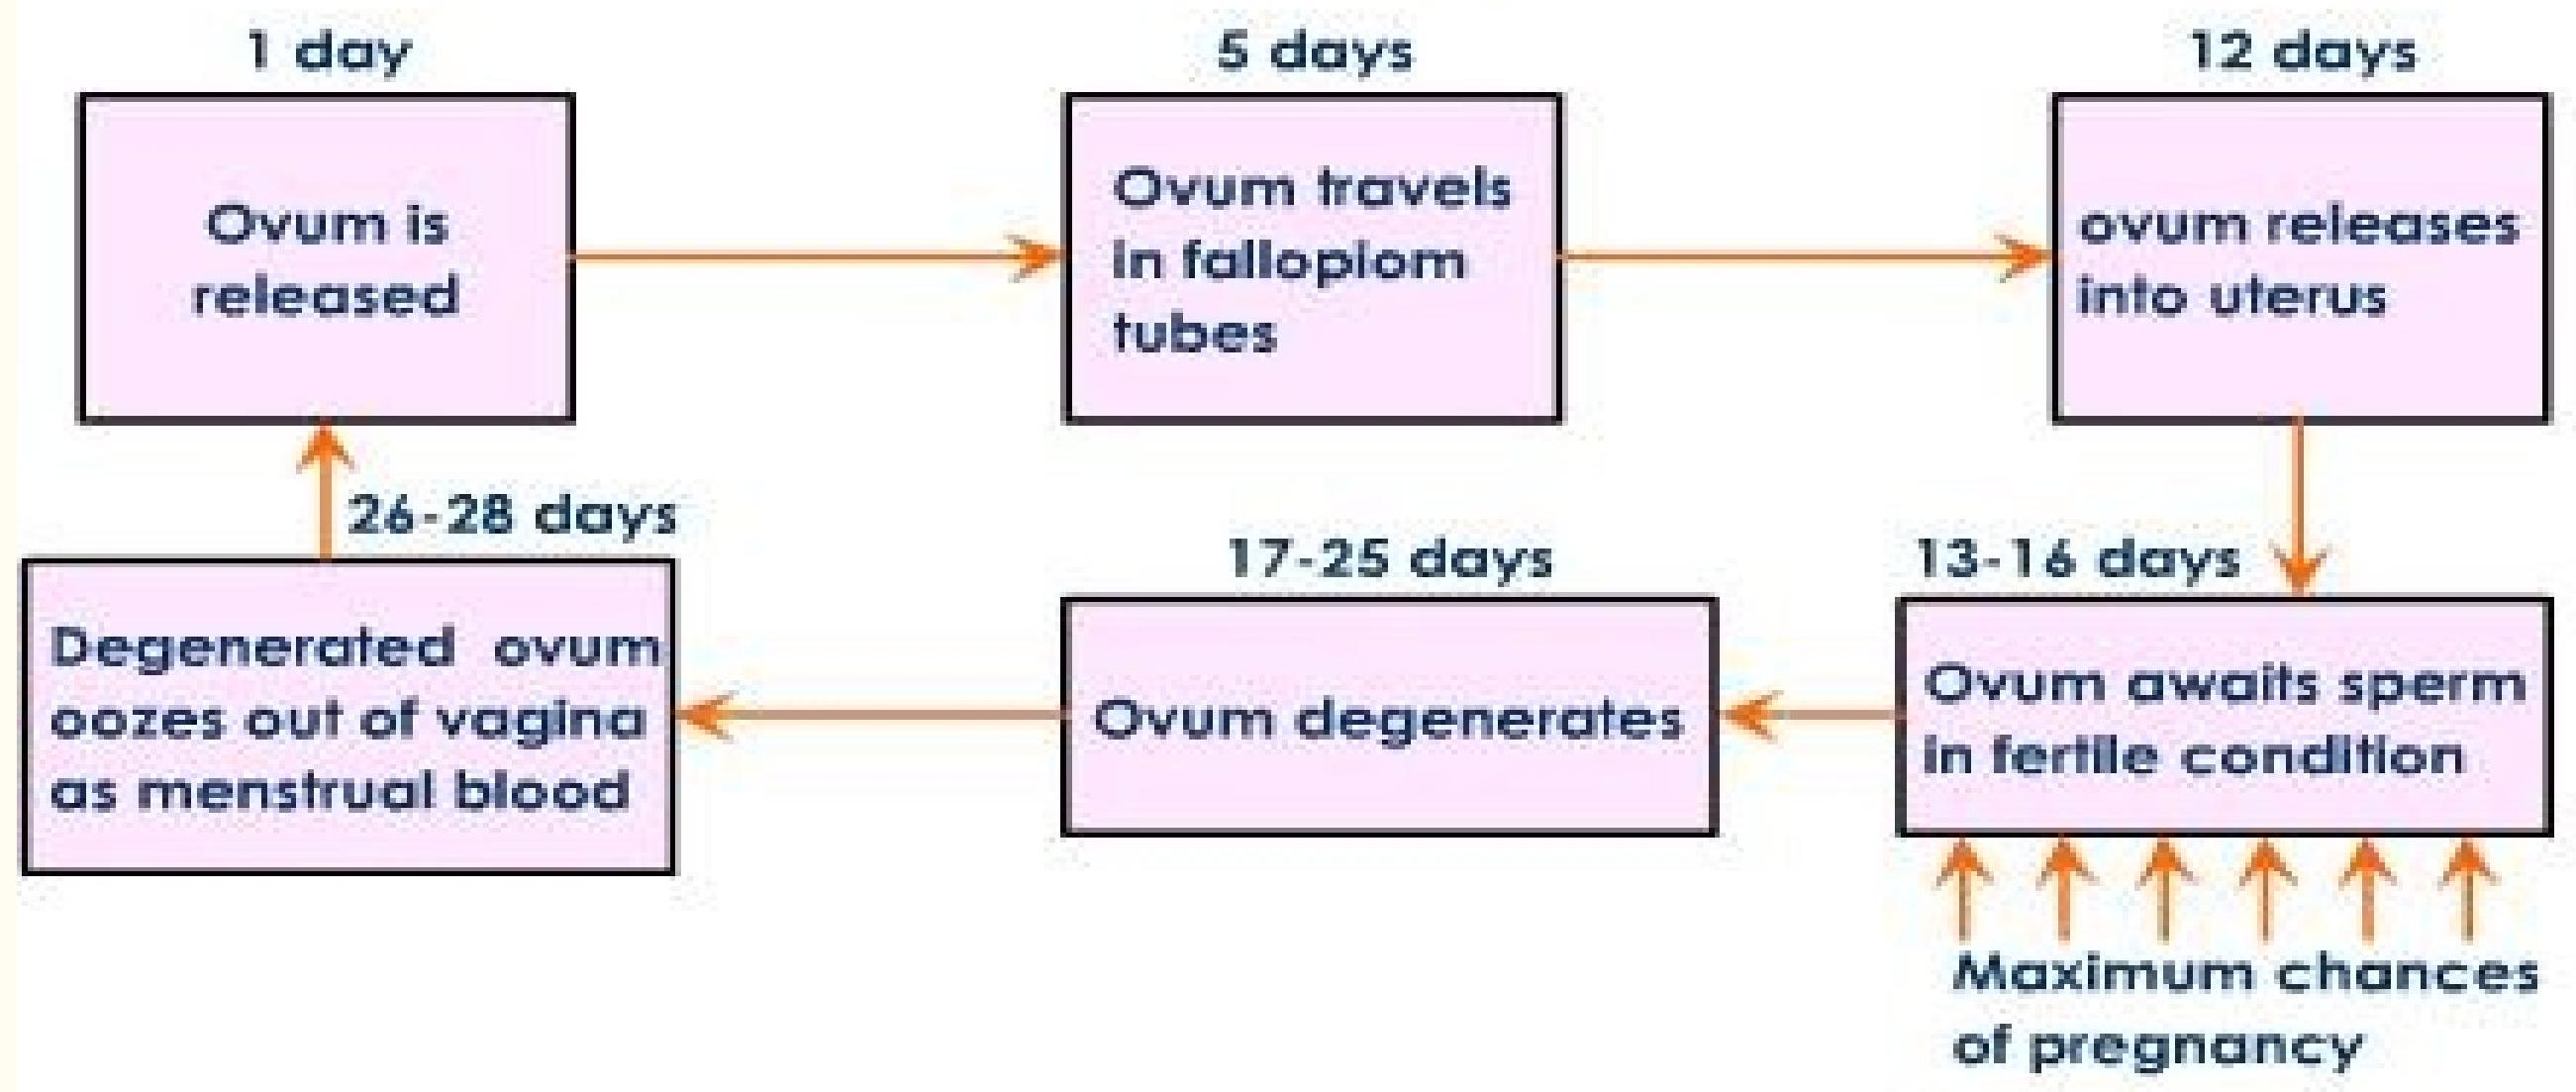 1 day
Ovum is
released
5 days
Ovum travels
in fallopiom
tubes
12 days
ovum releases
into uterus
13-16 days
Ovum awaits sperm
in fertile condition
Maximum chances
of pregnancy
17-25 days
Ovum degenerates
26-28 days
Degenerated ovum
oozes out of vagina
as menstrual blood